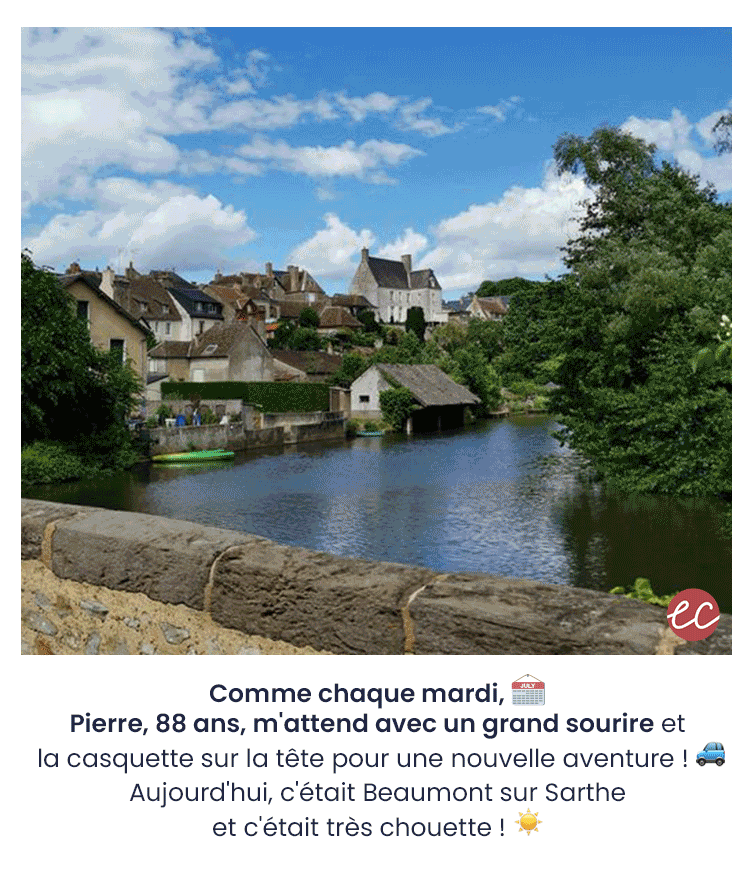 ec
Comme chaque mardi,
JULY
Pierre, 88 ans, m'attend avec un grand sourire et
la casquette sur la tête pour une nouvelle aventure !
Aujourd'hui, c'était Beaumont sur Sarthe
et c'était très chouette !